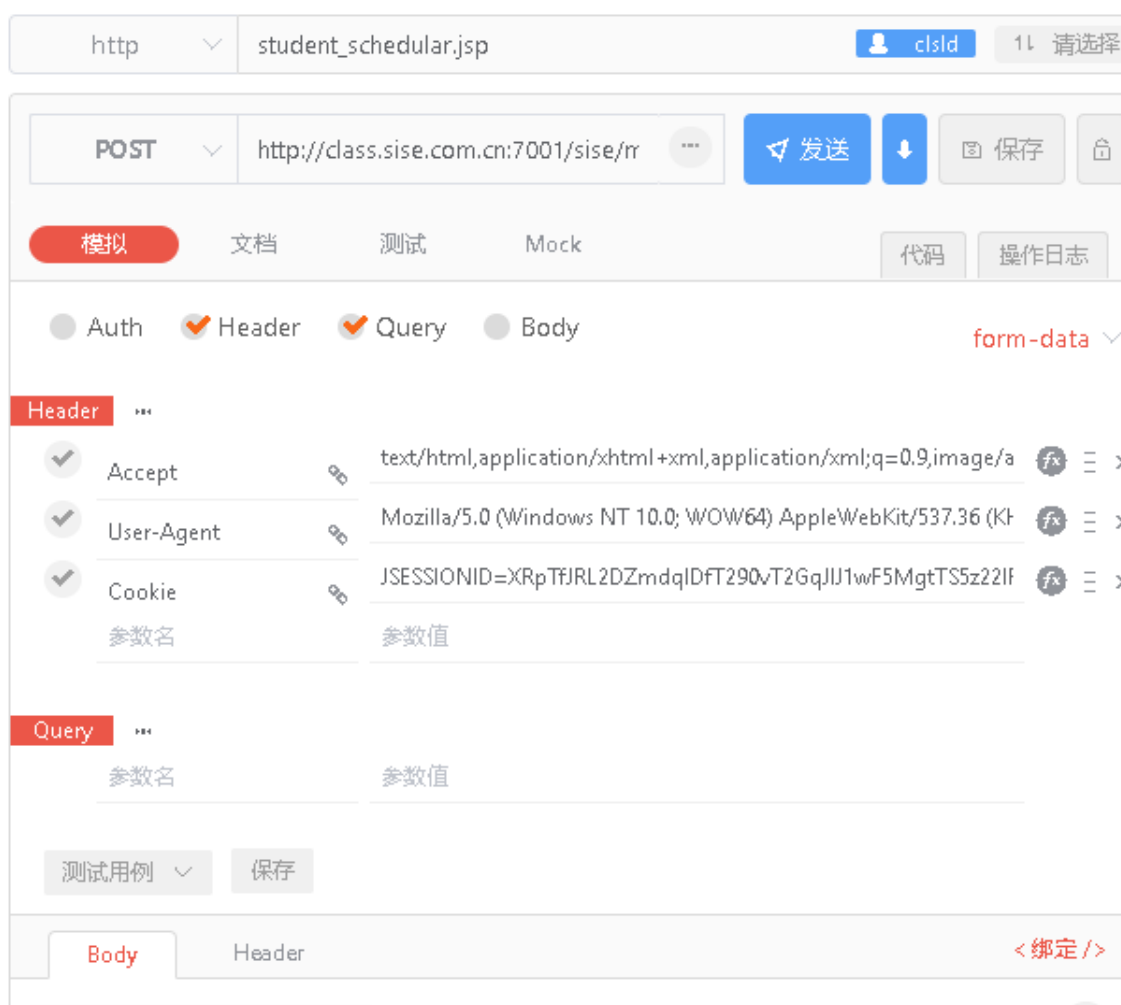 http student_schedular.jsp clsld 请选择
POST http://class.sise.com.cn:7001/sise/m ... 发送 保存
模拟 文档 测试 Mock 代码 操作日志
Auth Header Query Body form-data
Header
Accept text/html,application/xhtml+xml,application/xml;q=0.9,image/a fx
User-Agent Mozilla/5.0 (Windows NT 10.0; WOW64) AppleWebKit/537.36 (KH fx
Cookie fx
参数名 参数值
Query
参数名 参数值
测试用例 保存
Body Header <绑定/>